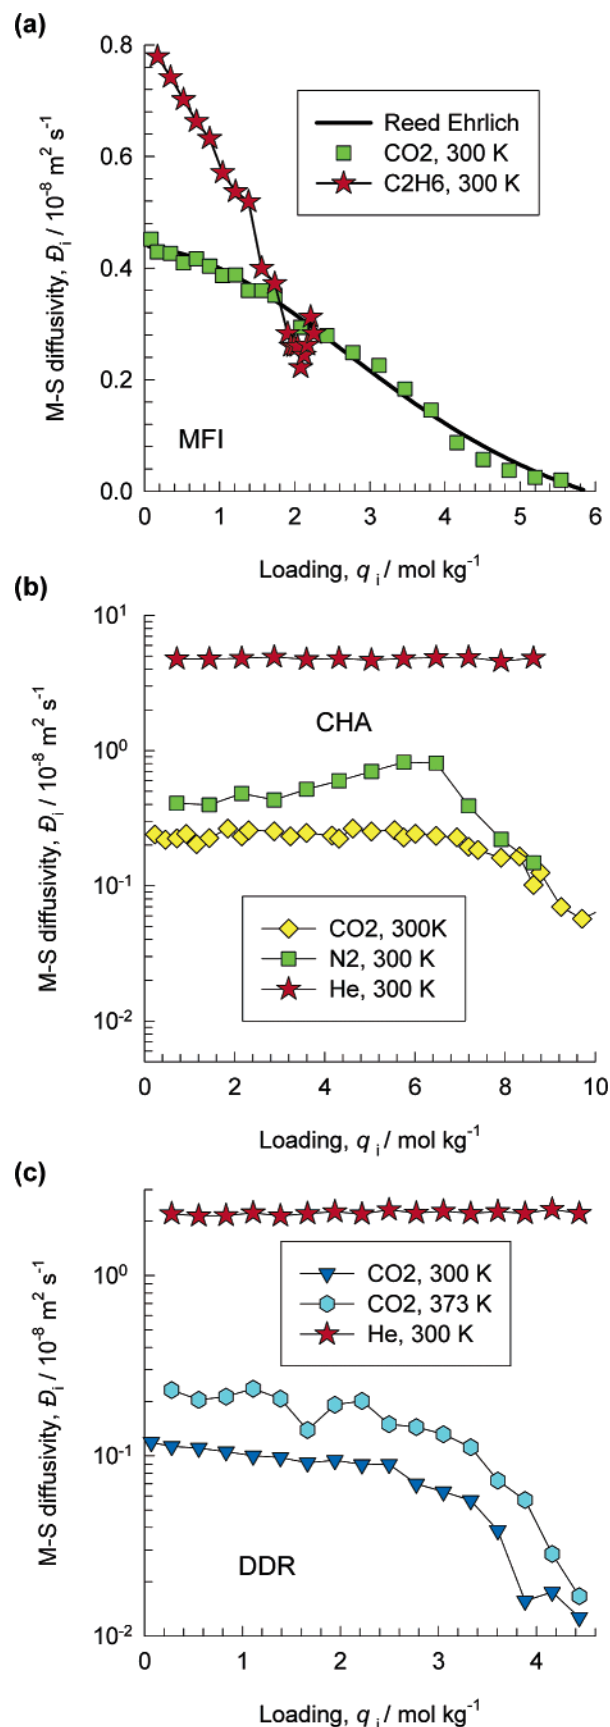 (a)
M-S diffusivity, Đi / 10-8 m2 s-1
0.8
0.6
0.4
0.2
0.0
Reed Ehrlich
CO2, 300 K
C2H6, 300 K
MFI
0 1 2 3 4 5 6
Loading, q i / mol kg-1
(b)
M-S diffusivity, Đi / 10-8 m2 s-1
101
100
10-1
10-2
CHA
CO2, 300K
N2, 300 K
He, 300 K
0 2 4 6 8 10
Loading, q i / mol kg-1
(c)
M-S diffusivity, Đi / 10-8 m2 s-1
100
10-1
10-2
CO2, 300 K
CO2, 373 K
He, 300 K
DDR
0 1 2 3 4
Loading, q i / mol kg-1